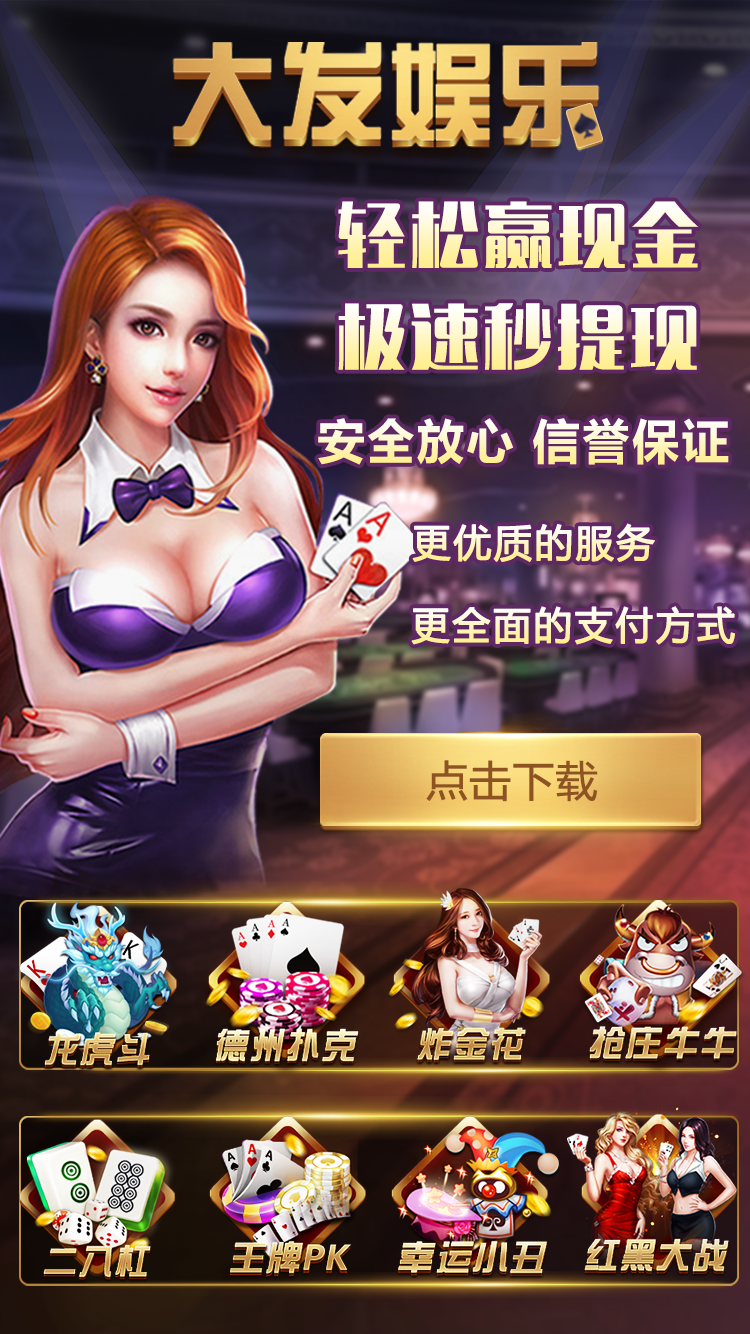 大发娱乐
轻松赢现金
极速秒提现
安全放心 信誉保证
更优质的服务
更全面的支付方式
点击下载
龙虎斗
德州扑克
炸金花
抢庄牛牛
二八杠
王牌PK
幸运小丑
红黑大战